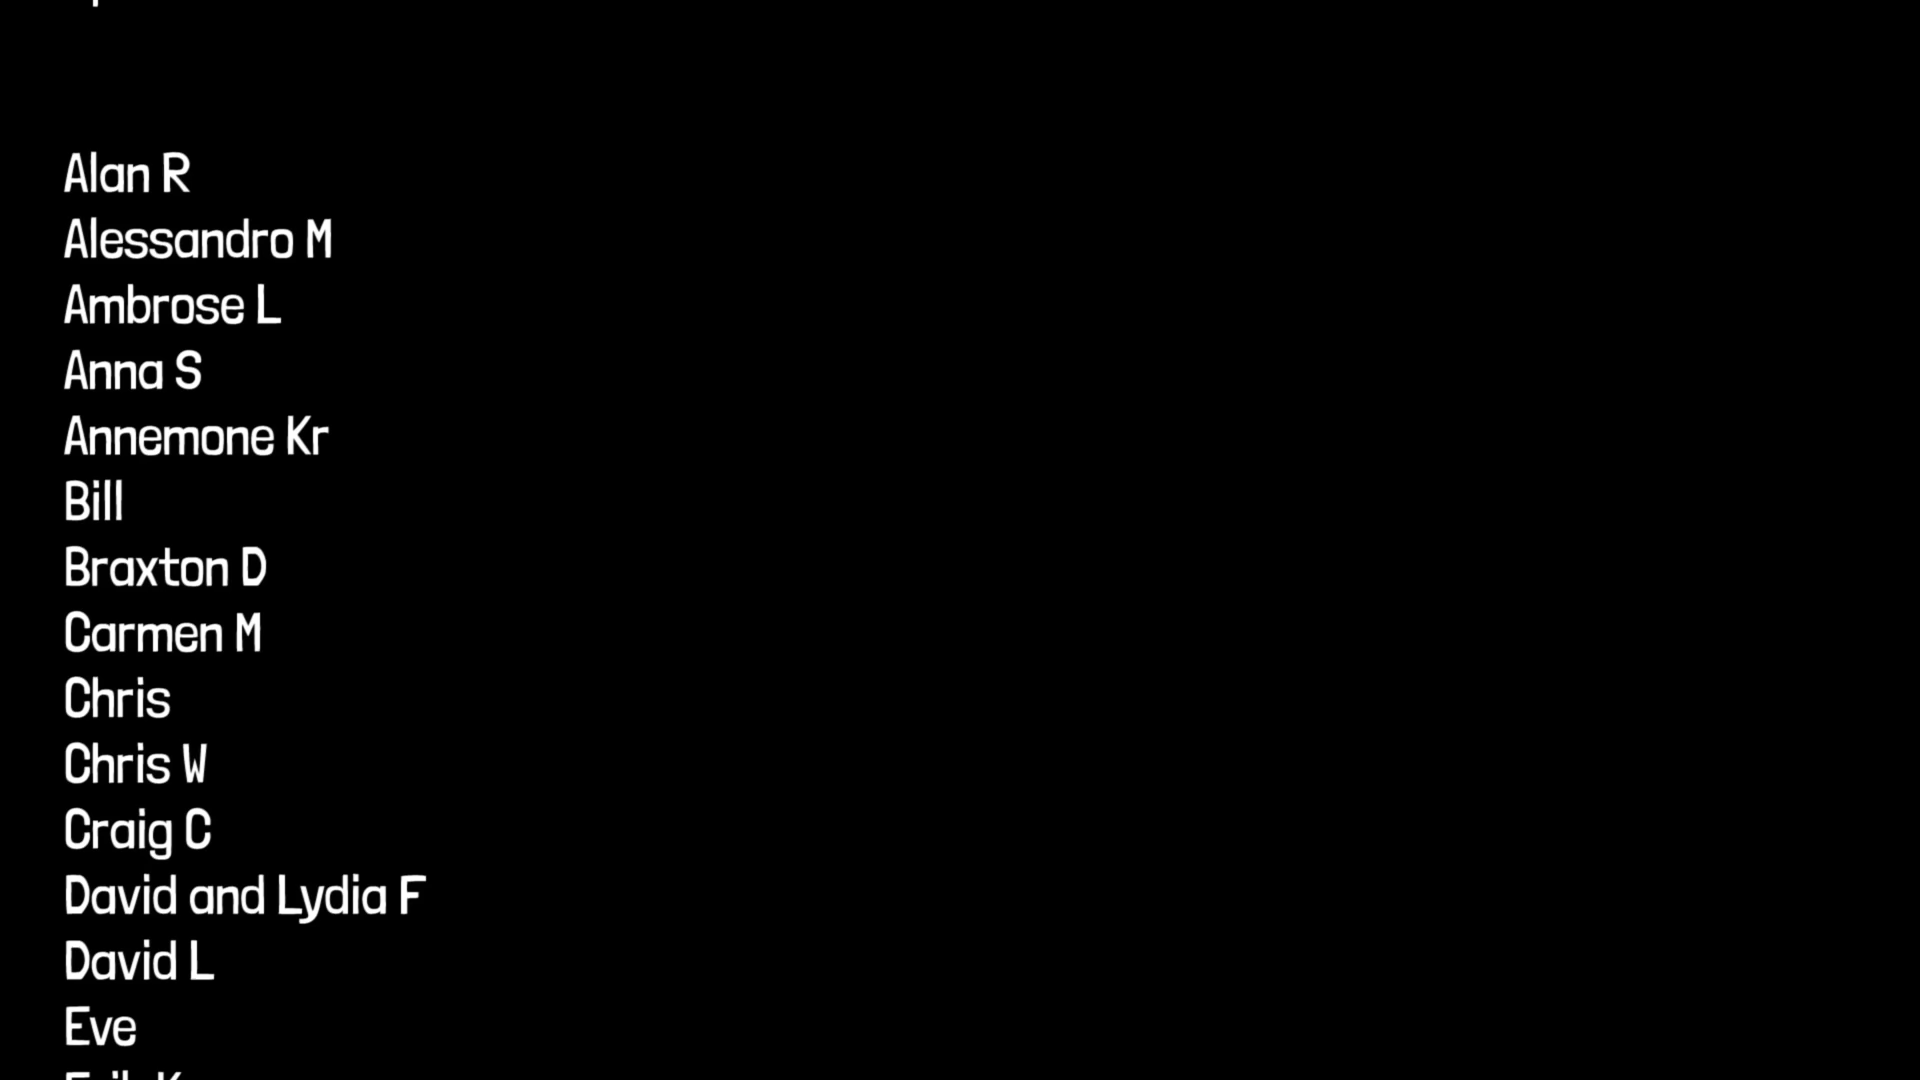 Alan R
Alessandro M
Ambrose L
Anna S
Annemone Kr
Bill
Braxton D
Carmen M
Chris
Chris W
Craig C
David and Lydia F
David L
Eve